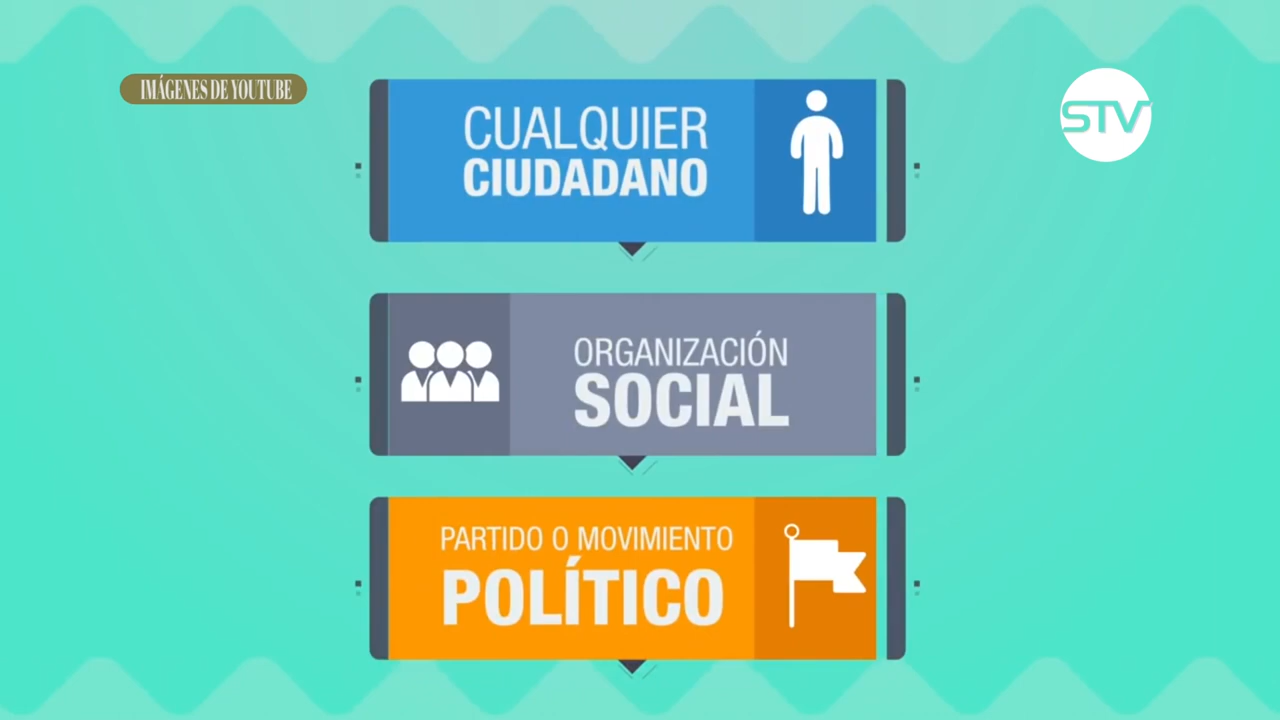 IMÁGENES DE YOUTUBE
STV
CUALQUIER
CIUDADANO
ORGANIZACIÓN
SOCIAL
PARTIDO O MOVIMIENTO
POLÍTICO